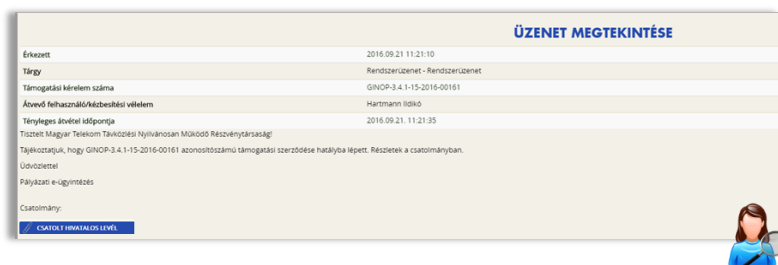 ÜZENET MEGTEKINTÉSE
Érkezett 2016.09.21 11:21:10
Tárgy Rendszerüzenet - Rendszerüzenet
Támogatási kérelem száma GINOP-3.4.1-15-2016-00161
Átvevő felhasználó/kézbesítési vélelem Hartmann Ildikó
Tényleges átvétel időpontja 2016.09.21. 11:21:35
Tisztelt Magyar Telekom Távközlési Nyilvánosan Működő Részvénytársaság!
Tájékoztatjuk, hogy GINOP-3.4.1-15-2016-00161 azonosítószámú támogatási szerződése hatályba lépett. Részletek a csatolmányban.
Üdvözlettel
Pályázati e-ügyintézés
Csatolmány:
CSATOLT HIVATALOS LEVÉL